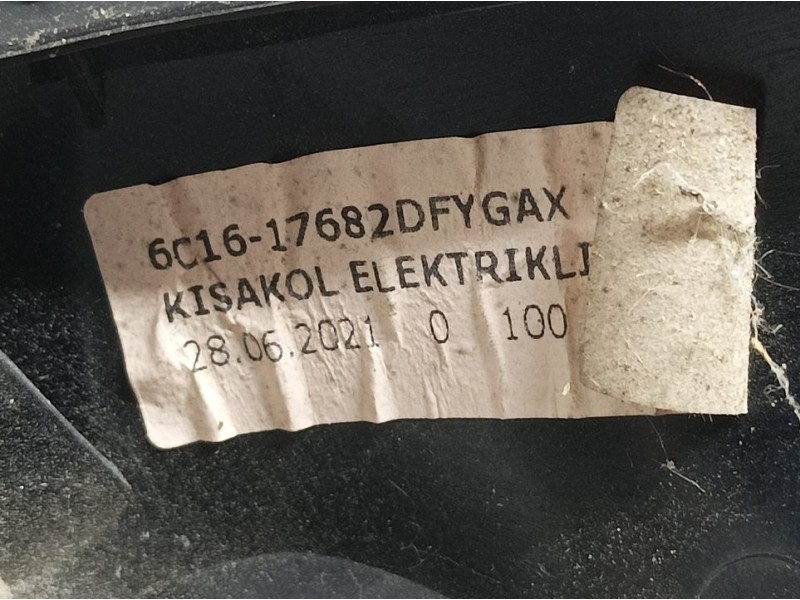 6C16-17682DFYGAX
KISAKOL ELEKTRIKLI
28.06.2021 0 100